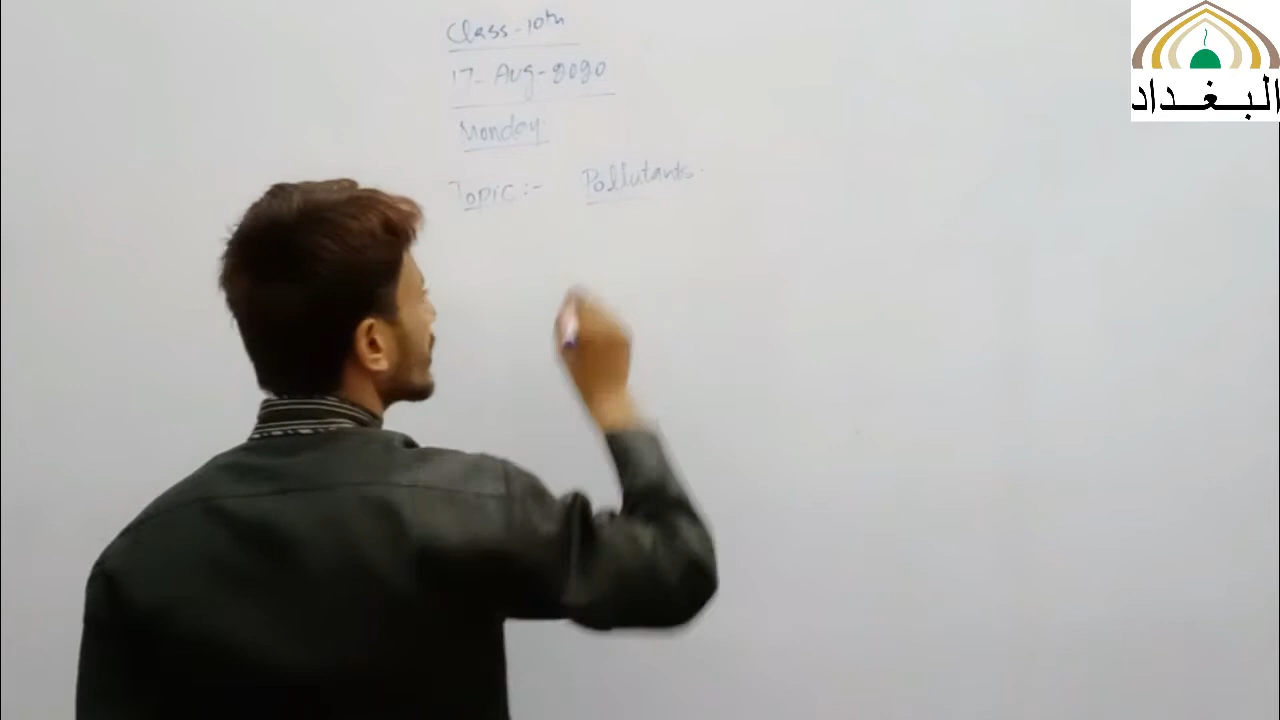 Class-10th
17-Aug-2020
Monday
Topic:- Pollutants.
البغداد